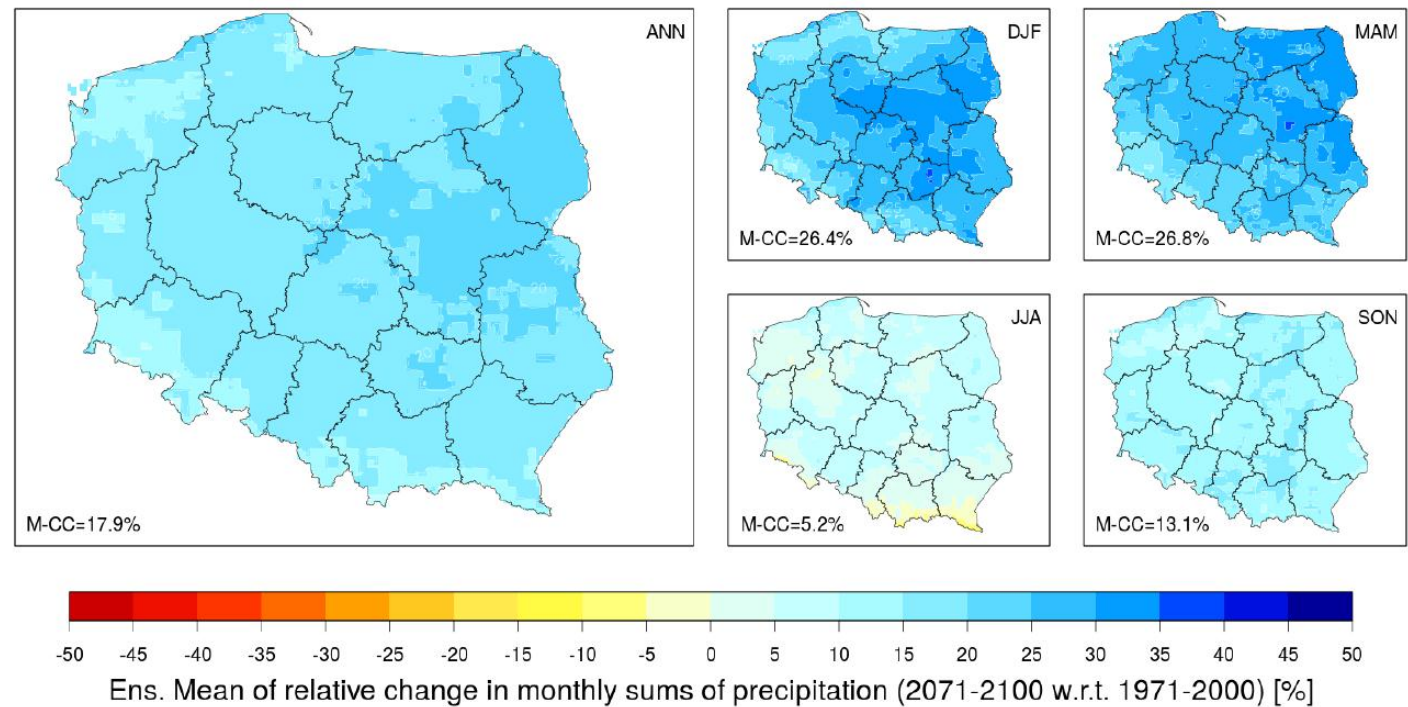 ANN
M-CC=17.9%
DJF
M-CC=26.4%
MAM
M-CC=26.8%
JJA
M-CC=5.2%
SON
M-CC=13.1%
-50 -45 -40 -35 -30 -25 -20 -15 -10 -5 0 5 10 15 20 25 30 35 40 45 50
Ens. Mean of relative change in monthly sums of precipitation (2071-2100 w.r.t. 1971-2000) [%]